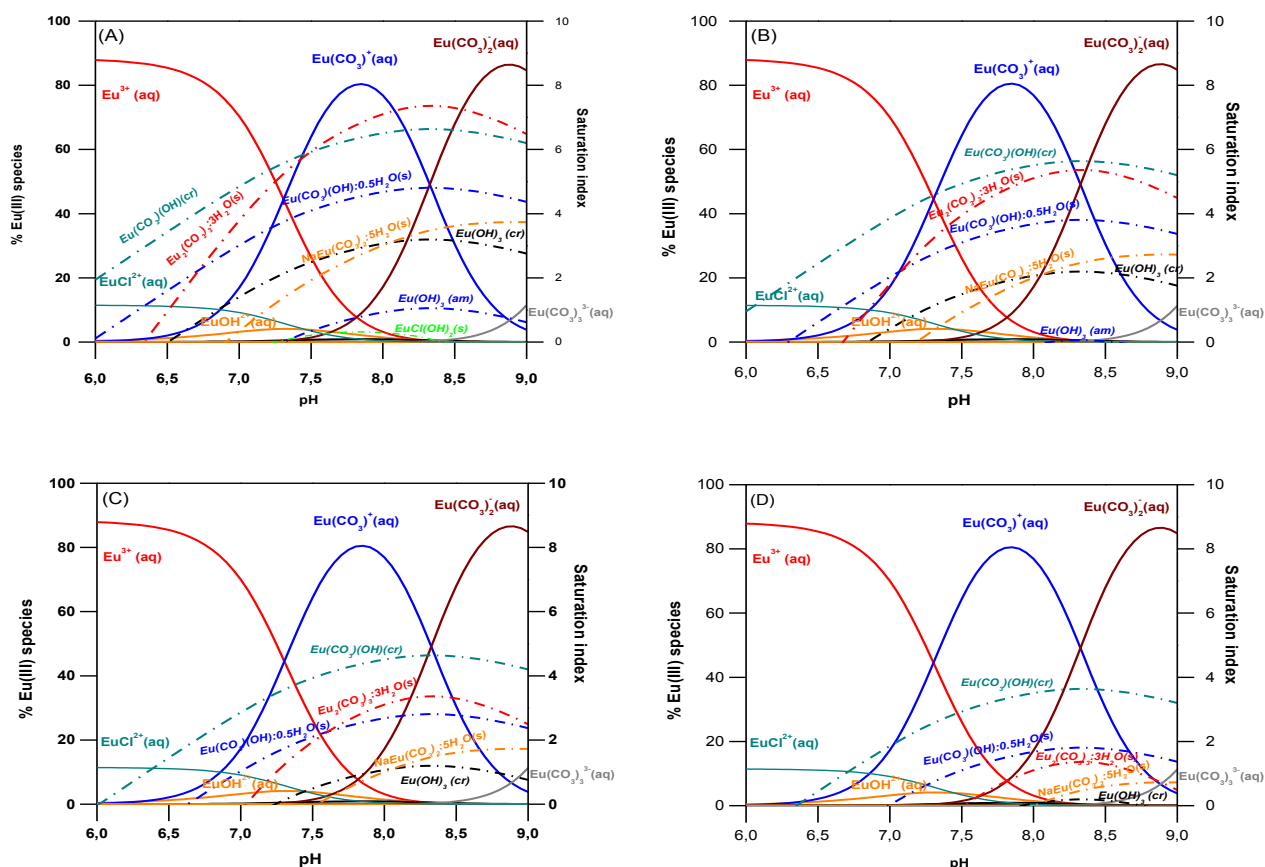 (A)
Eu(CO₃)₂⁻(aq)
Eu(CO₃)⁺(aq)
Eu³⁺ (aq)
Eu(CO₃)(OH)(cr)
Eu₂(CO₃)₃:3H₂O(s)
Eu(CO₃)(OH):0.5H₂O(s)
NaEu(CO₃)₂:5H₂O(s)
Eu(OH)₃ (cr)
EuCl²⁺(aq)
Eu(OH)₃ (am)
EuOH²⁺(aq)
EuCl(OH)₂(s)
Eu(CO₃)₃³⁻(aq)
% Eu(III) species
Saturation index
100
80
60
40
20
0
10
8
6
4
2
0
6,0 6,5 7,0 7,5 8,0 8,5 9,0
pH
(B)
Eu(CO₃)₂⁻(aq)
Eu(CO₃)⁺(aq)
Eu³⁺ (aq)
Eu(CO₃)(OH)(cr)
Eu₂(CO₃)₃:3H₂O(s)
Eu(CO₃)(OH):0.5H₂O(s)
NaEu(CO₃)₂:5H₂O(s)
Eu(OH)₃ (cr)
EuCl²⁺(aq)
EuOH²⁺(aq)
Eu(OH)₃ (am)
Eu(CO₃)₃³⁻(aq)
% Eu(III) species
Saturation index
100
80
60
40
20
0
10
8
6
4
2
0
6,0 6,5 7,0 7,5 8,0 8,5 9,0
pH
(C)
Eu(CO₃)₂⁻(aq)
Eu(CO₃)⁺(aq)
Eu³⁺ (aq)
Eu(CO₃)(OH)(cr)
Eu₂(CO₃)₃:3H₂O(s)
Eu(CO₃)(OH):0.5H₂O(s)
NaEu(CO₃)₂:5H₂O(s)
Eu(OH)₃ (cr)
EuCl²⁺(aq)
EuOH²⁺(aq)
Eu(CO₃)₃³⁻(aq)
% Eu(III) species
Saturation index
100
80
60
40
20
0
10
8
6
4
2
0
6,0 6,5 7,0 7,5 8,0 8,5 9,0
pH
(D)
Eu(CO₃)₂⁻(aq)
Eu(CO₃)⁺(aq)
Eu³⁺ (aq)
Eu(CO₃)(OH)(cr)
Eu(CO₃)(OH):0.5H₂O(s)
Eu₂(CO₃)₃:3H₂O(s)
NaEu(CO₃)₂:5H₂O(s)
Eu(OH)₃ (cr)
EuCl²⁺(aq)
EuOH²⁺(aq)
Eu(CO₃)₃³⁻(aq)
% Eu(III) species
Saturation index
100
80
60
40
20
0
10
8
6
4
2
0
6,0 6,5 7,0 7,5 8,0 8,5 9,0
pH